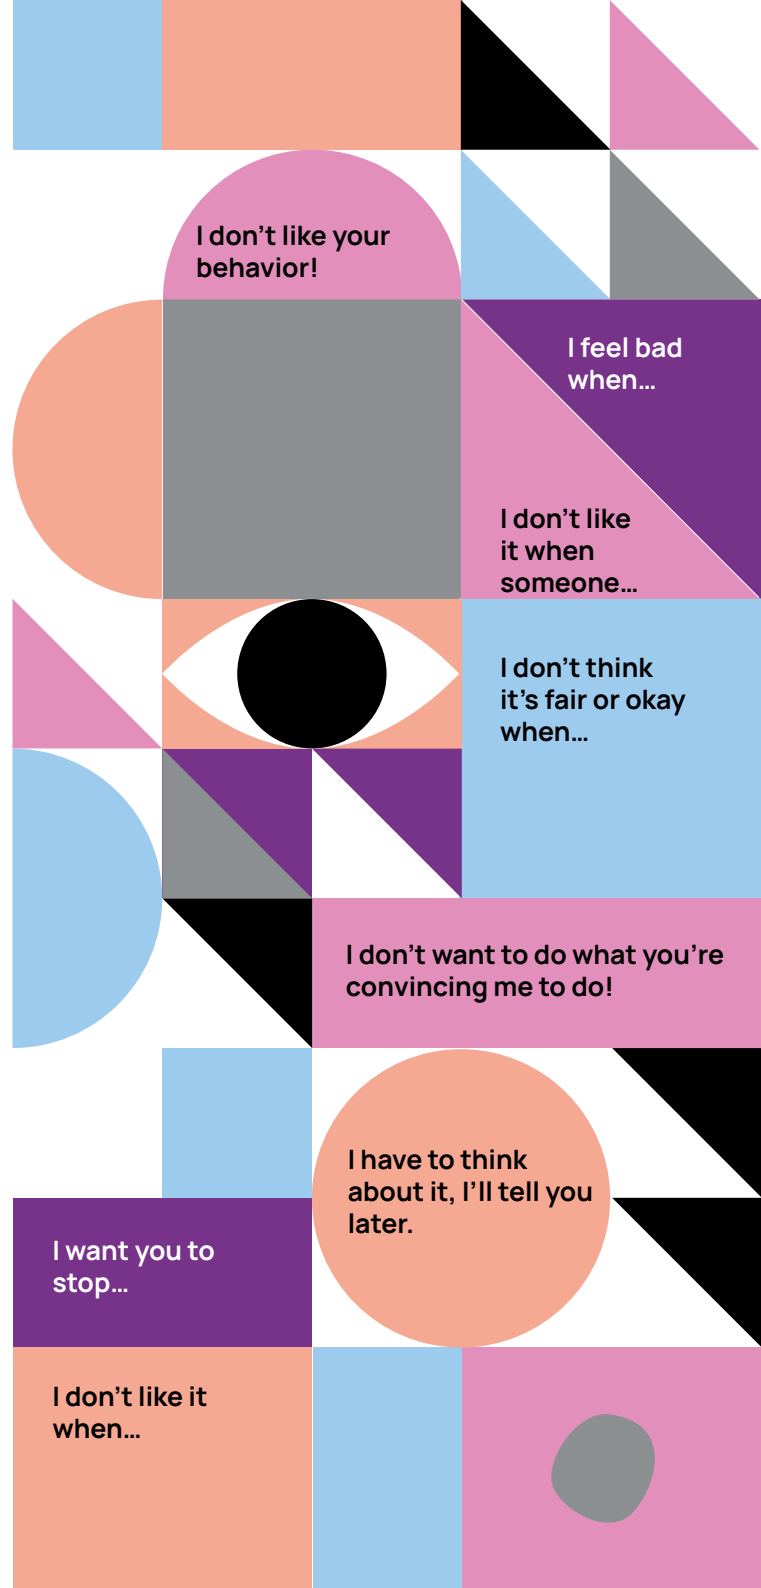 I don’t like your
behavior!
I feel bad
when…
I don’t like
it when
someone…
I don’t think
it’s fair or okay
when…
I don’t want to do what you’re
convincing me to do!
I have to think
about it, I’ll tell you
later.
I want you to
stop…
I don’t like it
when…